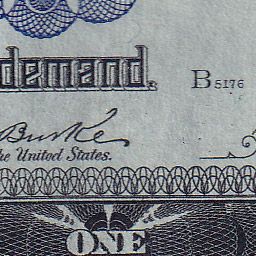 demand.
B5176
Burke
the United States.
ONE